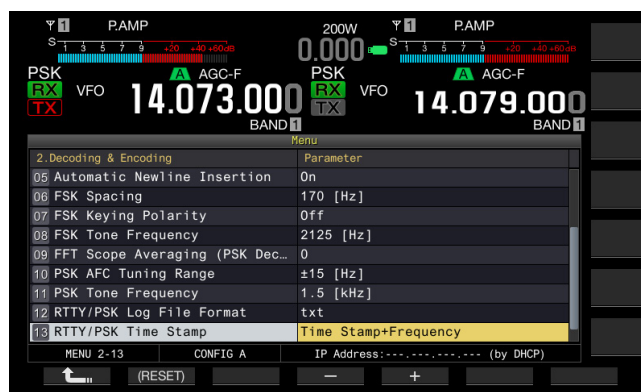 1 P.AMP 200W 1 P.AMP
S 1 3 5 7 9 +20 +40 +60dB 0.000 S 1 3 5 7 9 +20 +40 +60dB
PSK A AGC-F PSK A AGC-F
RX VFO 14.073.000 RX VFO 14.079.000
TX TX
BAND 1 BAND 1
Menu
2.Decoding & Encoding Parameter
05 Automatic Newline Insertion On
06 FSK Spacing 170 [Hz]
07 FSK Keying Polarity Off
08 FSK Tone Frequency 2125 [Hz]
09 FFT Scope Averaging (PSK Dec… 0
10 PSK AFC Tuning Range ±15 [Hz]
11 PSK Tone Frequency 1.5 [kHz]
12 RTTY/PSK Log File Format txt
13 RTTY/PSK Time Stamp Time Stamp+Frequency
MENU 2-13 CONFIG A IP Address:---.---.---.--- (by DHCP)
(RESET) − +